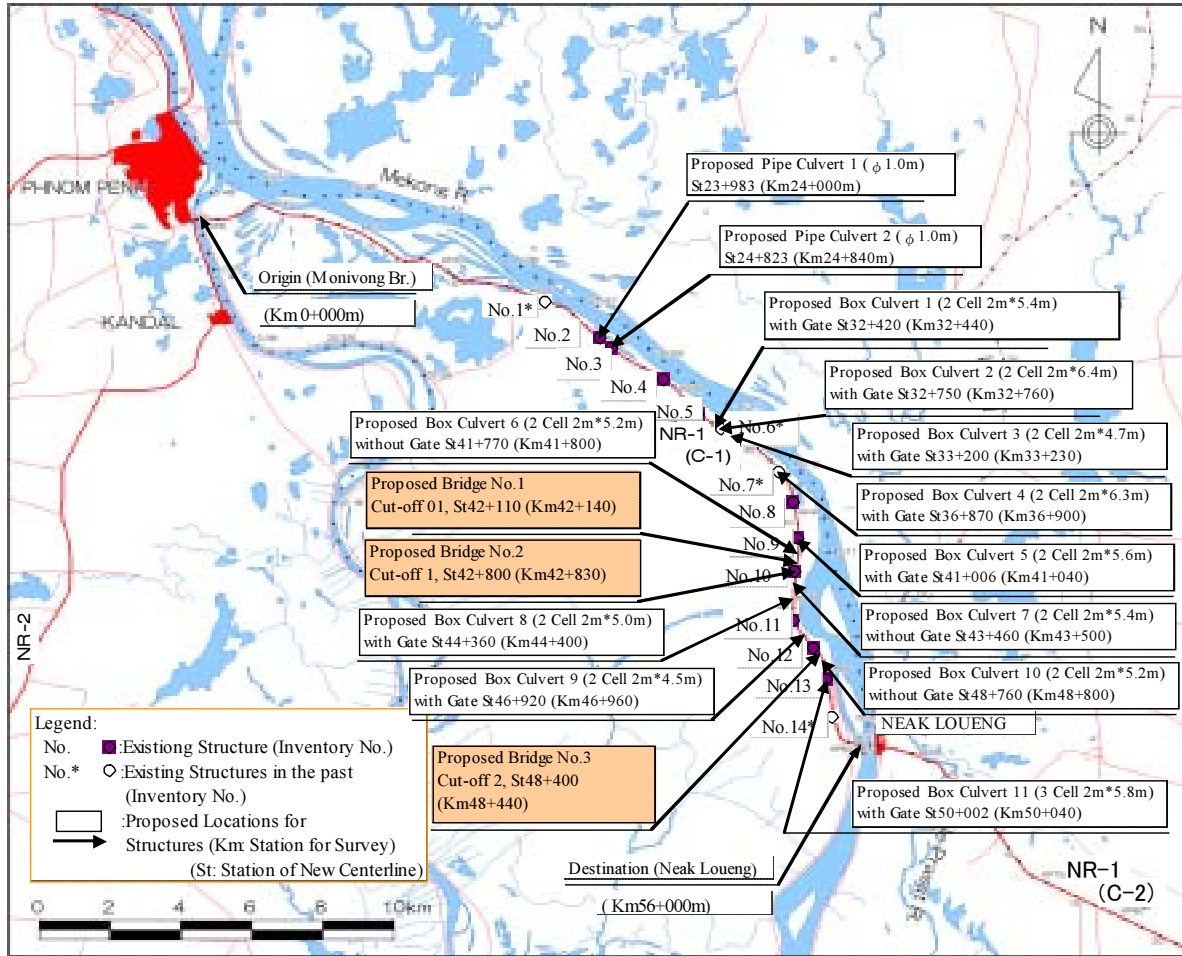 N
PHNOM PENH
Mekong R.
KANDAL
Origin (Monivong Br.)
(Km 0+000m)
Proposed Pipe Culvert 1 ( φ 1.0m)
St23+983 (Km24+000m)
Proposed Pipe Culvert 2 ( φ 1.0m)
St24+823 (Km24+840m)
Proposed Box Culvert 1 (2 Cell 2m*5.4m)
with Gate St32+420 (Km32+440)
Proposed Box Culvert 2 (2 Cell 2m*6.4m)
with Gate St32+750 (Km32+760)
Proposed Box Culvert 3 (2 Cell 2m*4.7m)
with Gate St33+200 (Km33+230)
Proposed Box Culvert 4 (2 Cell 2m*6.3m)
with Gate St36+870 (Km36+900)
Proposed Box Culvert 5 (2 Cell 2m*5.6m)
with Gate St41+006 (Km41+040)
Proposed Box Culvert 7 (2 Cell 2m*5.4m)
without Gate St43+460 (Km43+500)
Proposed Box Culvert 10 (2 Cell 2m*5.2m)
without Gate St48+760 (Km48+800)
NEAK LOUENG
Proposed Box Culvert 11 (3 Cell 2m*5.8m)
with Gate St50+002 (Km50+040)
No.1*
No.2
No.3
No.4
No.5
No.6*
NR-1
(C-1)
No.7*
No.8
No.9
No.10
No.11
No.12
No.13
No.14*
Proposed Box Culvert 6 (2 Cell 2m*5.2m)
without Gate St41+770 (Km41+800)
Proposed Bridge No.1
Cut-off 01, St42+110 (Km42+140)
Proposed Bridge No.2
Cut-off 1, St42+800 (Km42+830)
Proposed Box Culvert 8 (2 Cell 2m*5.0m)
with Gate St44+360 (Km44+400)
Proposed Box Culvert 9 (2 Cell 2m*4.5m)
with Gate St46+920 (Km46+960)
Proposed Bridge No.3
Cut-off 2, St48+400
(Km48+440)
Destination (Neak Loueng)
( Km56+000m)
NR-2
NR-1
(C-2)
Legend:
No. :Existiong Structure (Inventory No.)
No.* :Existing Structures in the past
(Inventory No.)
:Proposed Locations for
Structures (Km: Station for Survey)
(St: Station of New Centerline)
0 2 4 6 8 10km